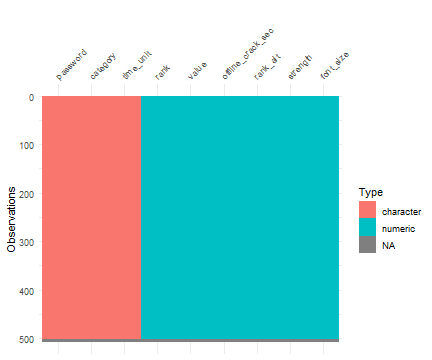 password
category
time_unit
rank
value
offline_crack_sec
rank_alt
strength
font_size
0
100
200
300
400
500
Observations
Type
character
numeric
NA